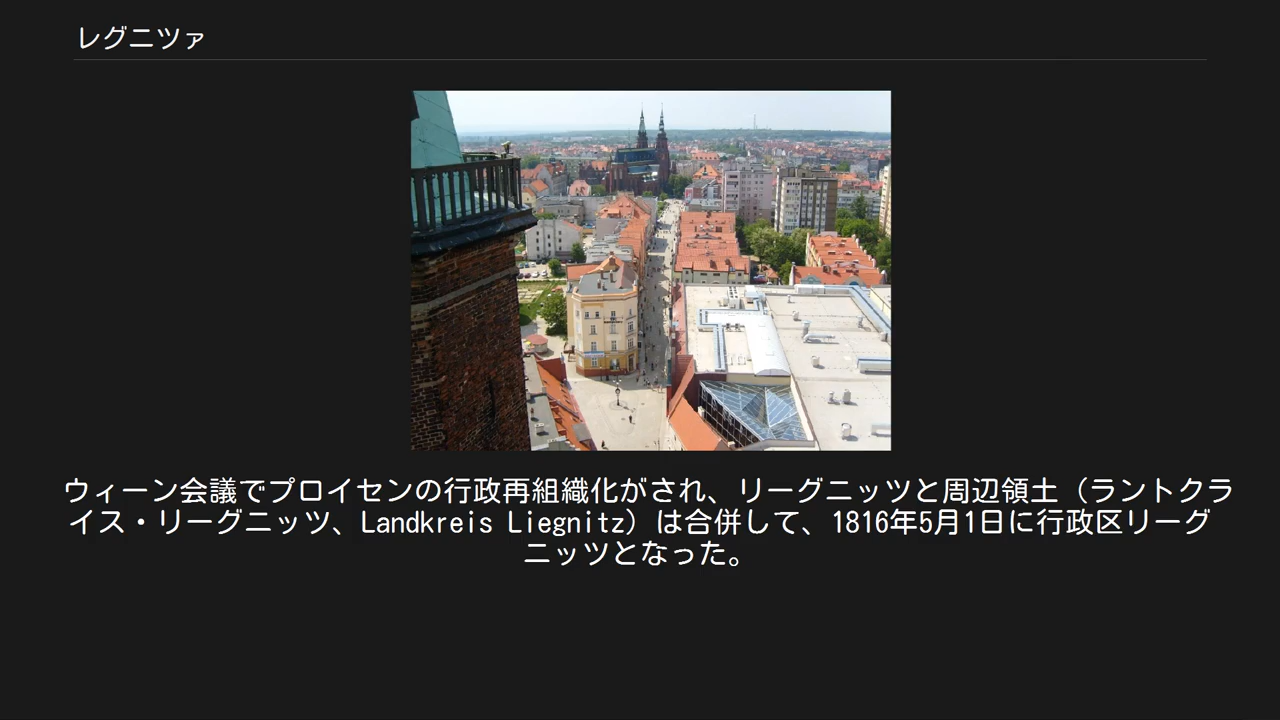 レグニツァ
ウィーン会議でプロイセンの行政再組織化がされ、リーグニッツと周辺領土（ラントクラ
イス・リーグニッツ、Landkreis Liegnitz）は合併して、1816年5月1日に行政区リーグ
ニッツとなった。